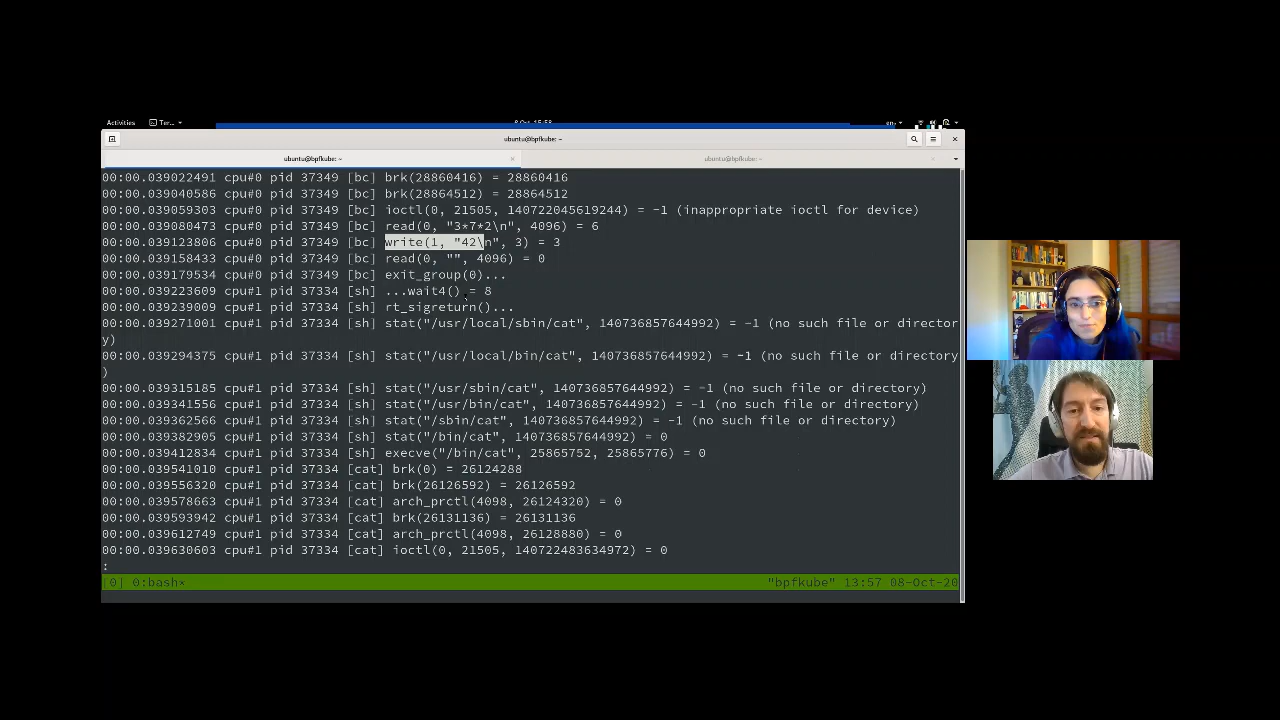 Activities Ter... 8 Oct 15:58 en
ubuntu@bpfkube: ~
ubuntu@bpfkube: ~ ubuntu@bpfkube: ~
00:00.039022491 cpu#0 pid 37349 [bc] brk(28860416) = 28860416
00:00.039040586 cpu#0 pid 37349 [bc] brk(28864512) = 28864512
00:00.039059303 cpu#0 pid 37349 [bc] ioctl(0, 21505, 140722045619244) = -1 (inappropriate ioctl for device)
00:00.039080473 cpu#0 pid 37349 [bc] read(0, "3*7*2\n", 4096) = 6
00:00.039123806 cpu#0 pid 37349 [bc] write(1, "42\n", 3) = 3
00:00.039158433 cpu#0 pid 37349 [bc] read(0, "", 4096) = 0
00:00.039179534 cpu#0 pid 37349 [bc] exit_group(0)...
00:00.039223609 cpu#1 pid 37334 [sh] ...wait4() = 8
00:00.039239009 cpu#1 pid 37334 [sh] rt_sigreturn()...
00:00.039271001 cpu#1 pid 37334 [sh] stat("/usr/local/sbin/cat", 140736857644992) = -1 (no such file or director
y)
00:00.039294375 cpu#1 pid 37334 [sh] stat("/usr/local/bin/cat", 140736857644992) = -1 (no such file or directory
)
00:00.039315185 cpu#1 pid 37334 [sh] stat("/usr/sbin/cat", 140736857644992) = -1 (no such file or directory)
00:00.039341556 cpu#1 pid 37334 [sh] stat("/usr/bin/cat", 140736857644992) = -1 (no such file or directory)
00:00.039362566 cpu#1 pid 37334 [sh] stat("/sbin/cat", 140736857644992) = -1 (no such file or directory)
00:00.039382905 cpu#1 pid 37334 [sh] stat("/bin/cat", 140736857644992) = 0
00:00.039412834 cpu#1 pid 37334 [sh] execve("/bin/cat", 25865752, 25865776) = 0
00:00.039541010 cpu#1 pid 37334 [cat] brk(0) = 26124288
00:00.039556320 cpu#1 pid 37334 [cat] brk(26126592) = 26126592
00:00.039578663 cpu#1 pid 37334 [cat] arch_prctl(4098, 26124320) = 0
00:00.039593942 cpu#1 pid 37334 [cat] brk(26131136) = 26131136
00:00.039612749 cpu#1 pid 37334 [cat] arch_prctl(4098, 26128880) = 0
00:00.039630603 cpu#1 pid 37334 [cat] ioctl(0, 21505, 140722483634972) = 0
:
[0] 0:bash* "bpfkube" 13:57 08-Oct-20